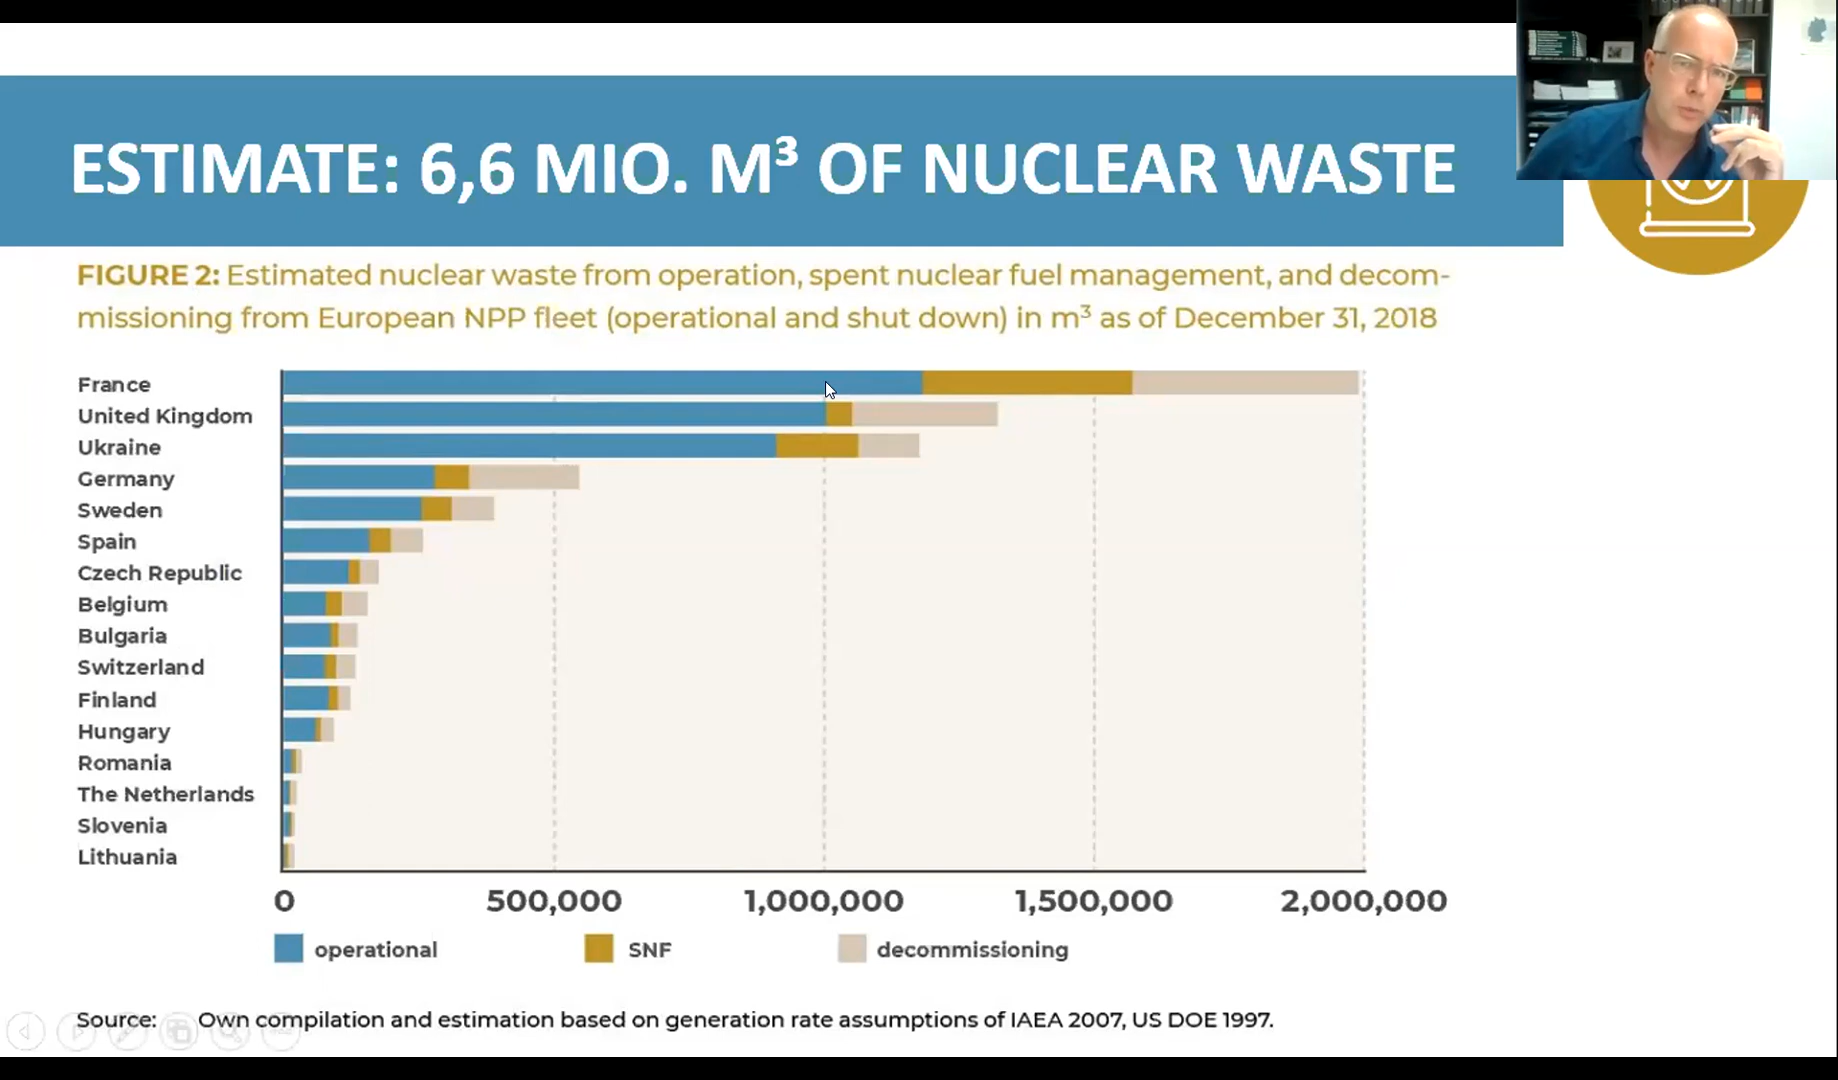 ESTIMATE: 6,6 MIO. M³ OF NUCLEAR WASTE
FIGURE 2: Estimated nuclear waste from operation, spent nuclear fuel management, and decom-
missioning from European NPP fleet (operational and shut down) in m³ as of December 31, 2018
France
United Kingdom
Ukraine
Germany
Sweden
Spain
Czech Republic
Belgium
Bulgaria
Switzerland
Finland
Hungary
Romania
The Netherlands
Slovenia
Lithuania
0 500,000 1,000,000 1,500,000 2,000,000
operational SNF decommissioning
Source: Own compilation and estimation based on generation rate assumptions of IAEA 2007, US DOE 1997.